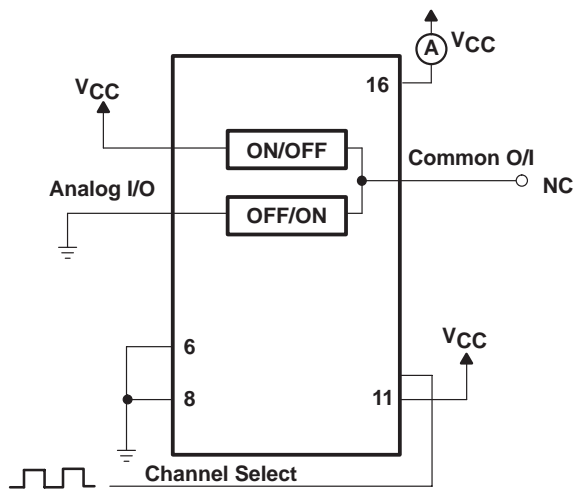 A
VCC
16
VCC
ON/OFF
Common O/I
Analog I/O
OFF/ON
NC
6
VCC
8
11
Channel Select